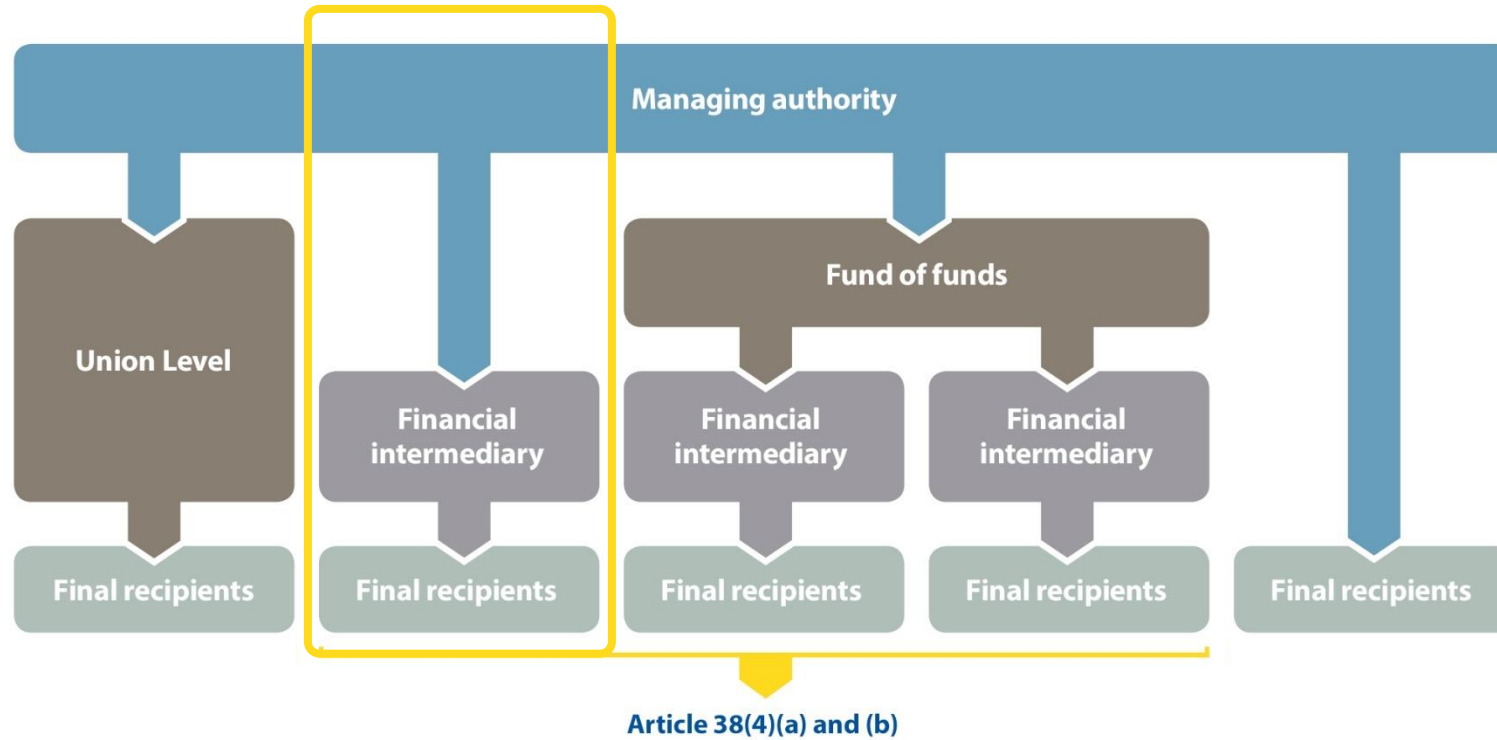 Managing authority
Union Level
Fund of funds
Financial
intermediary
Financial
intermediary
Financial
intermediary
Final recipients
Final recipients
Final recipients
Final recipients
Final recipients
Article 38(4)(a) and (b)